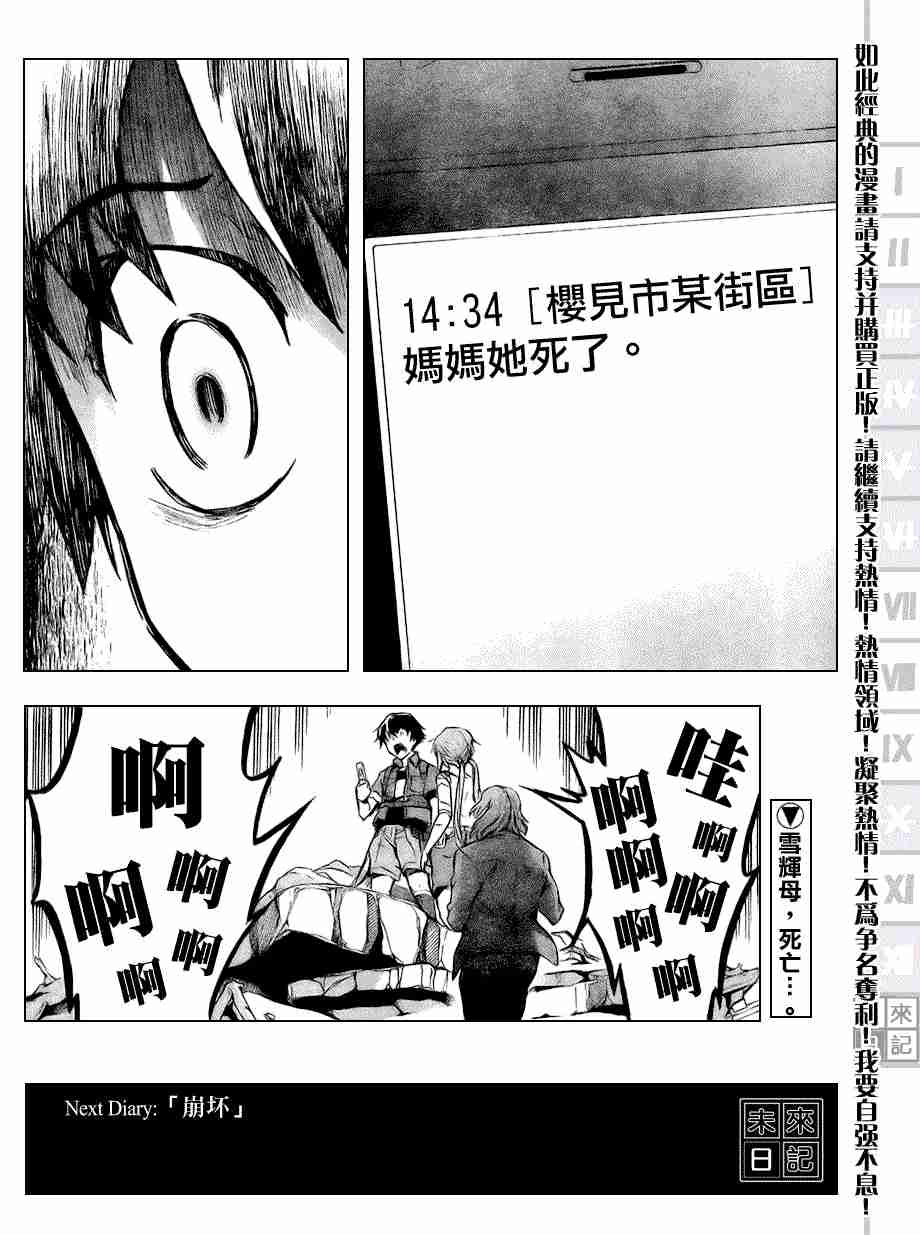 14:34［櫻見市某街區］
媽媽她死了。
哇
啊
啊
啊
啊
啊
啊
啊
啊
啊
啊
啊
▼雪輝母，死亡…。
Next Diary:「崩坏」
未來
日記
如此經典的漫畫請支持并購買正版！請繼續支持熱情！熱情領域！凝聚熱情！不爲争名奪利！我要自强不息！
I
II
III
IV
V
VI
VII
VIII
IX
X
XI
來
記